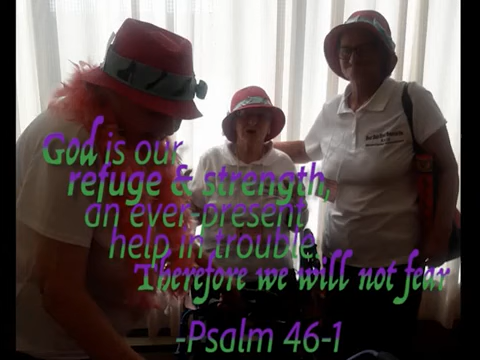 God is our
refuge & strength,
an ever-present
help in trouble.
Therefore we will not fear
-Psalm 46-1